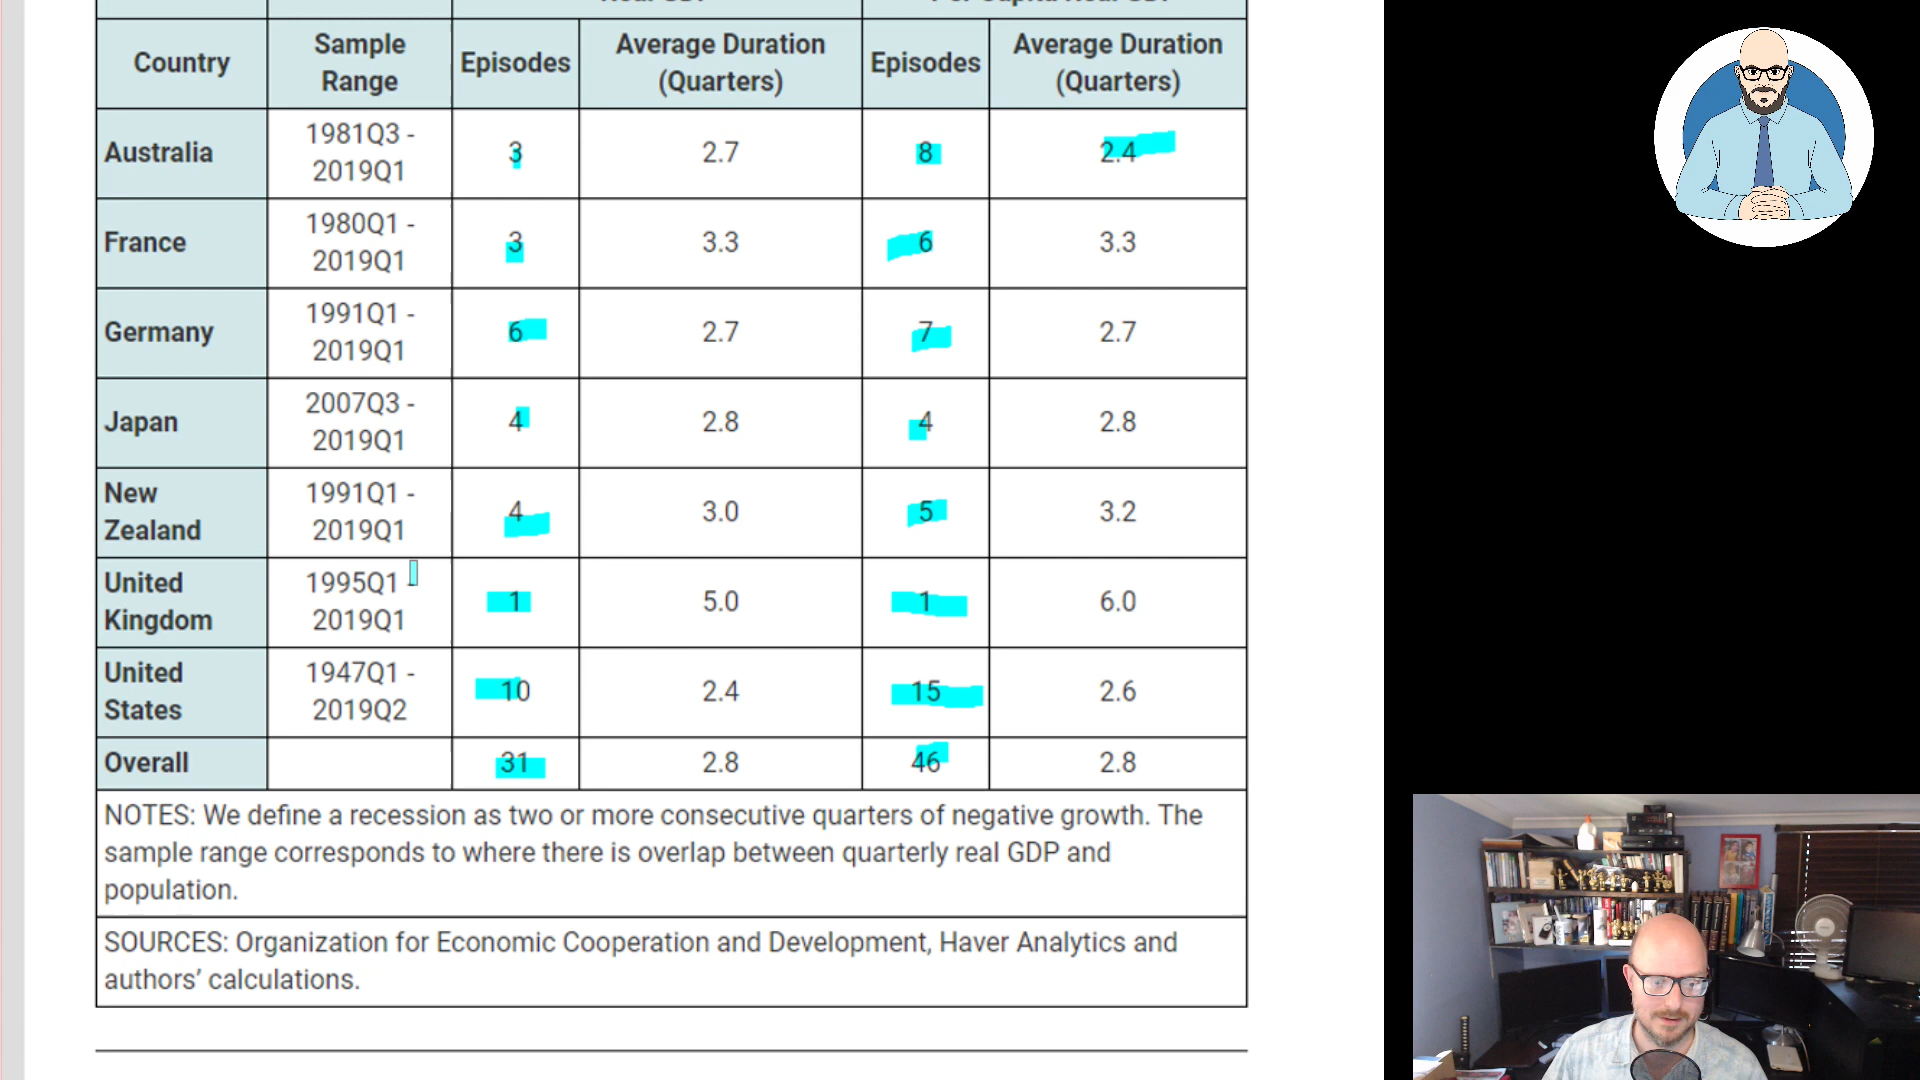 Country
Sample Range
Episodes
Average Duration (Quarters)
Episodes
Average Duration (Quarters)
Australia
1981Q3 -
2019Q1
3
2.7
8
2.4
France
1980Q1 -
2019Q1
3
3.3
6
3.3
Germany
1991Q1 -
2019Q1
6
2.7
7
2.7
Japan
2007Q3 -
2019Q1
4
2.8
4
2.8
New
Zealand
1991Q1 -
2019Q1
4
3.0
5
3.2
United
Kingdom
1995Q1 -
2019Q1
1
5.0
1
6.0
United
States
1947Q1 -
2019Q2
10
2.4
15
2.6
Overall
31
2.8
46
2.8
NOTES: We define a recession as two or more consecutive quarters of negative growth. The
sample range corresponds to where there is overlap between quarterly real GDP and
population.
SOURCES: Organization for Economic Cooperation and Development, Haver Analytics and
authors’ calculations.